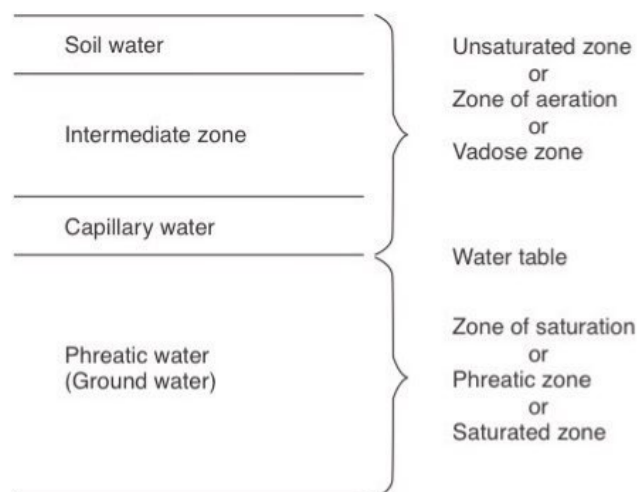 Soil water
Intermediate zone
Capillary water
Phreatic water
(Ground water)
Unsaturated zone
or
Zone of aeration
or
Vadose zone
Water table
Zone of saturation
or
Phreatic zone
or
Saturated zone